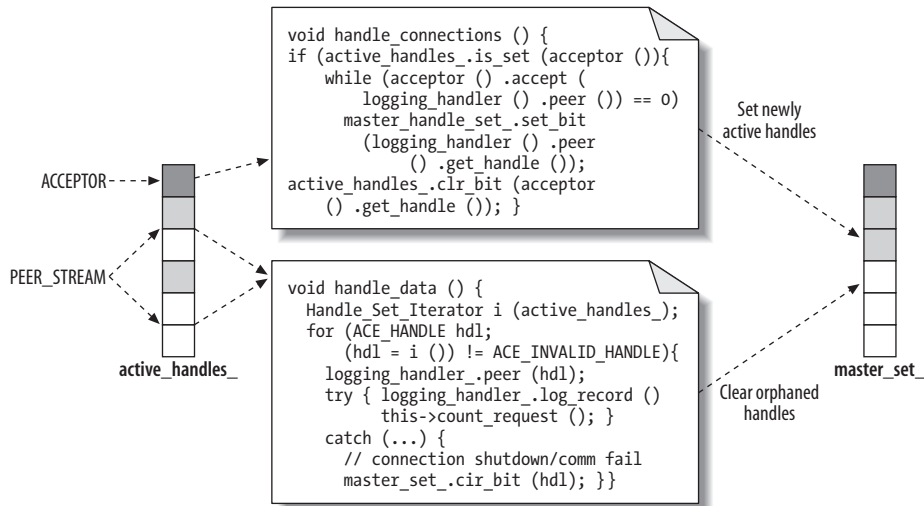 void handle_connections () {
if (active_handles_.is_set (acceptor ()){
while (acceptor () .accept (
logging_handler () .peer ()) == 0)
master_handle_set_.set_bit
(logging_handler () .peer
() .get_handle ());
active_handles_.clr_bit (acceptor
() .get_handle ()); }
Set newly
active handles
ACCEPTOR
PEER_STREAM
active_handles_
void handle_data () {
Handle_Set_Iterator i (active_handles_);
for (ACE_HANDLE hdl;
(hdl = i ()) != ACE_INVALID_HANDLE){
logging_handler_.peer (hdl);
try { logging_handler_.log_record ()
this->count_request (); }
catch (...) {
// connection shutdown/comm fail
master_set_.cir_bit (hdl); }}
master_set_
Clear orphaned
handles